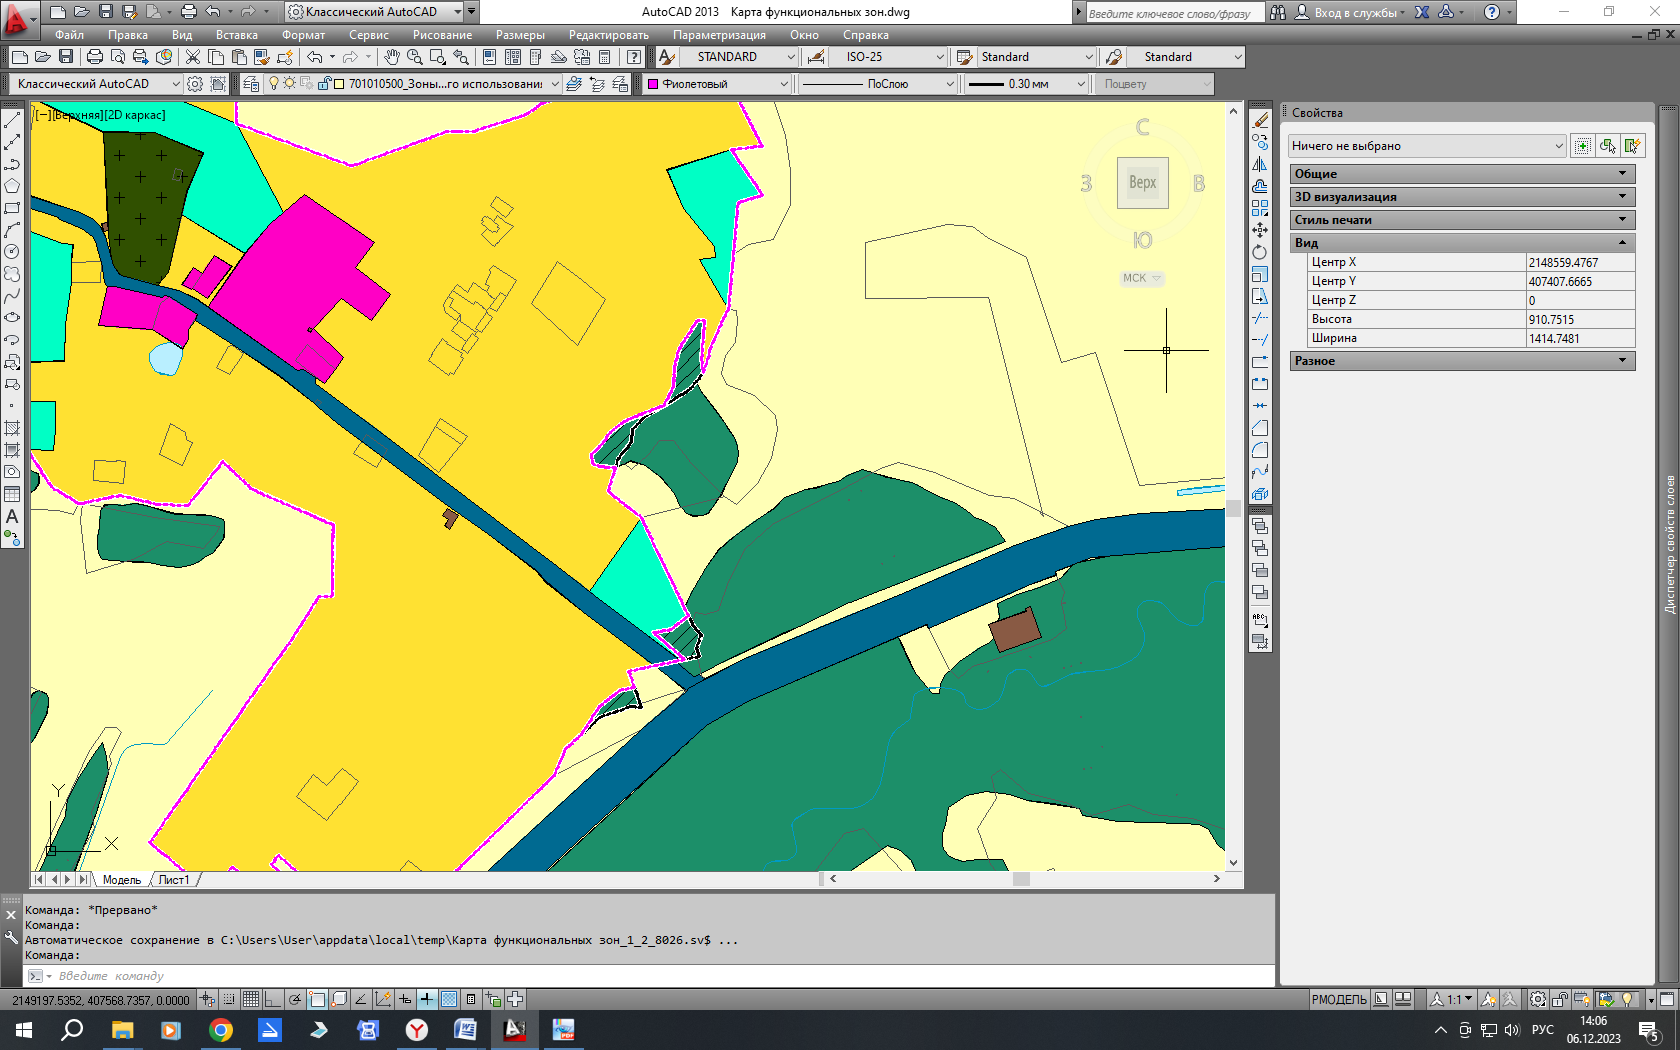 Классический AutoCAD
AutoCAD 2013 Карта функциональных зон.dwg
Введите ключевое слово/фразу
Вход в службы
Файл Правка Вид Вставка Формат Сервис Рисование Размеры Редактировать Параметризация Окно Справка
STANDARD ISO-25 Standard Standard
Классический AutoCAD 701010500_Зоны...го использования Фиолетовый ПоСлою 0.30 мм Поцвету
[−][Верхняя][2D каркас]
С
З Верх В
Ю
МСК
Y
X
Модель Лист1
Свойства
Ничего не выбрано
Общие
3D визуализация
Стиль печати
Вид
Центр X 2148559.4767
Центр Y 407407.6665
Центр Z 0
Высота 910.7515
Ширина 1414.7481
Разное
Диспетчер свойств слоев
Команда: *Прервано*
Команда:
Автоматическое сохранение в C:\Users\User\appdata\local\temp\Карта функциональных зон_1_2_8026.sv$ ...
Команда:
Введите команду
2149197.5352, 407568.7357, 0.0000
РМОДЕЛЬ 1:1
РУС
14:06
06.12.2023
5